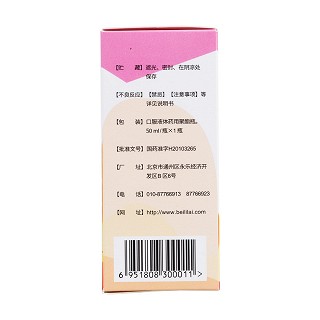 【贮　　藏】遮光，密封，在阴凉处
保存
【不良反应】【禁忌】【注意事项】等
详见说明书
【包　　装】口服液体药用聚酯瓶。
50 ml/瓶×1瓶
【批准文号】国药准字H20103265
【厂　　址】北京市通州区永乐经济开
发区B区6号
【电　　话】010-87766913 87766923
【网　　址】http://www.beililai.com
6 951808 300011 >